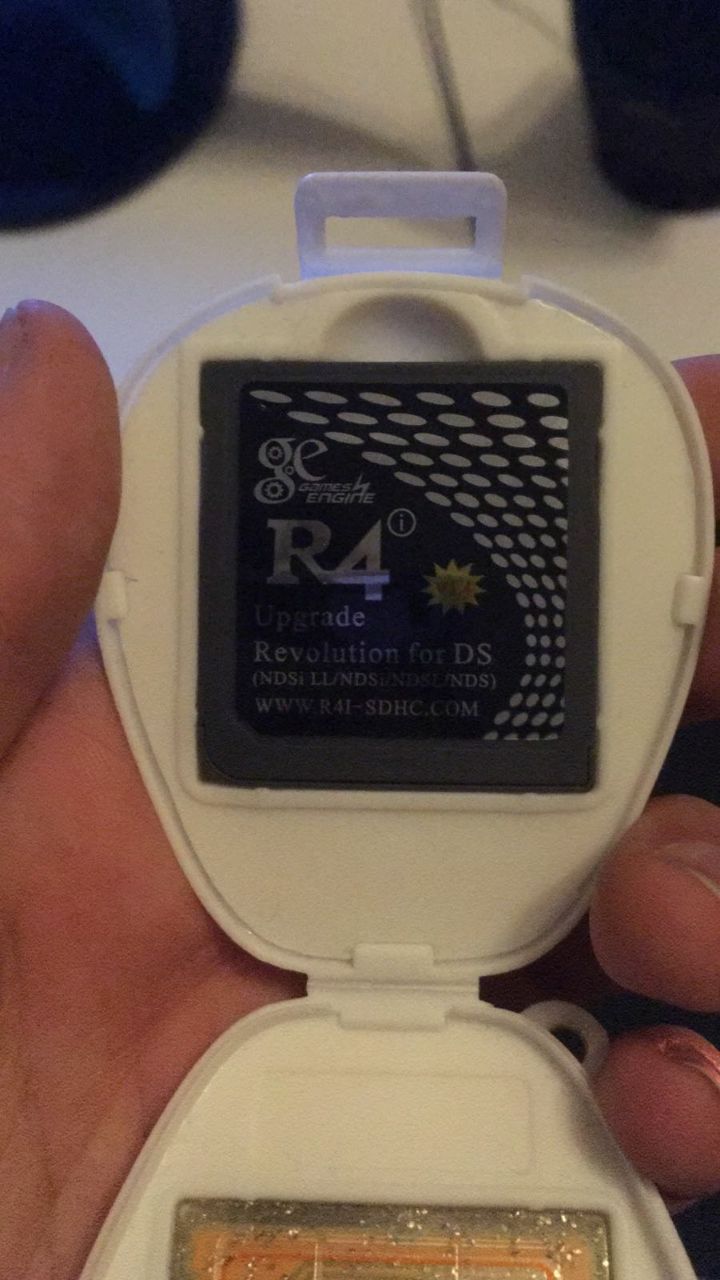 ge
GAMES
ENGINE
R4 i
Upgrade
Revolution for DS
(NDSi LL/NDSi/NDSL/NDS)
WWW.R4I-SDHC.COM